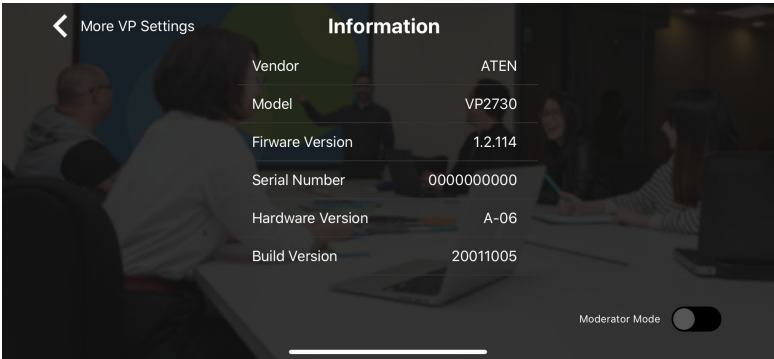 More VP Settings
Information
Vendor ATEN
Model VP2730
Firware Version 1.2.114
Serial Number 0000000000
Hardware Version A-06
Build Version 20011005
Moderator Mode